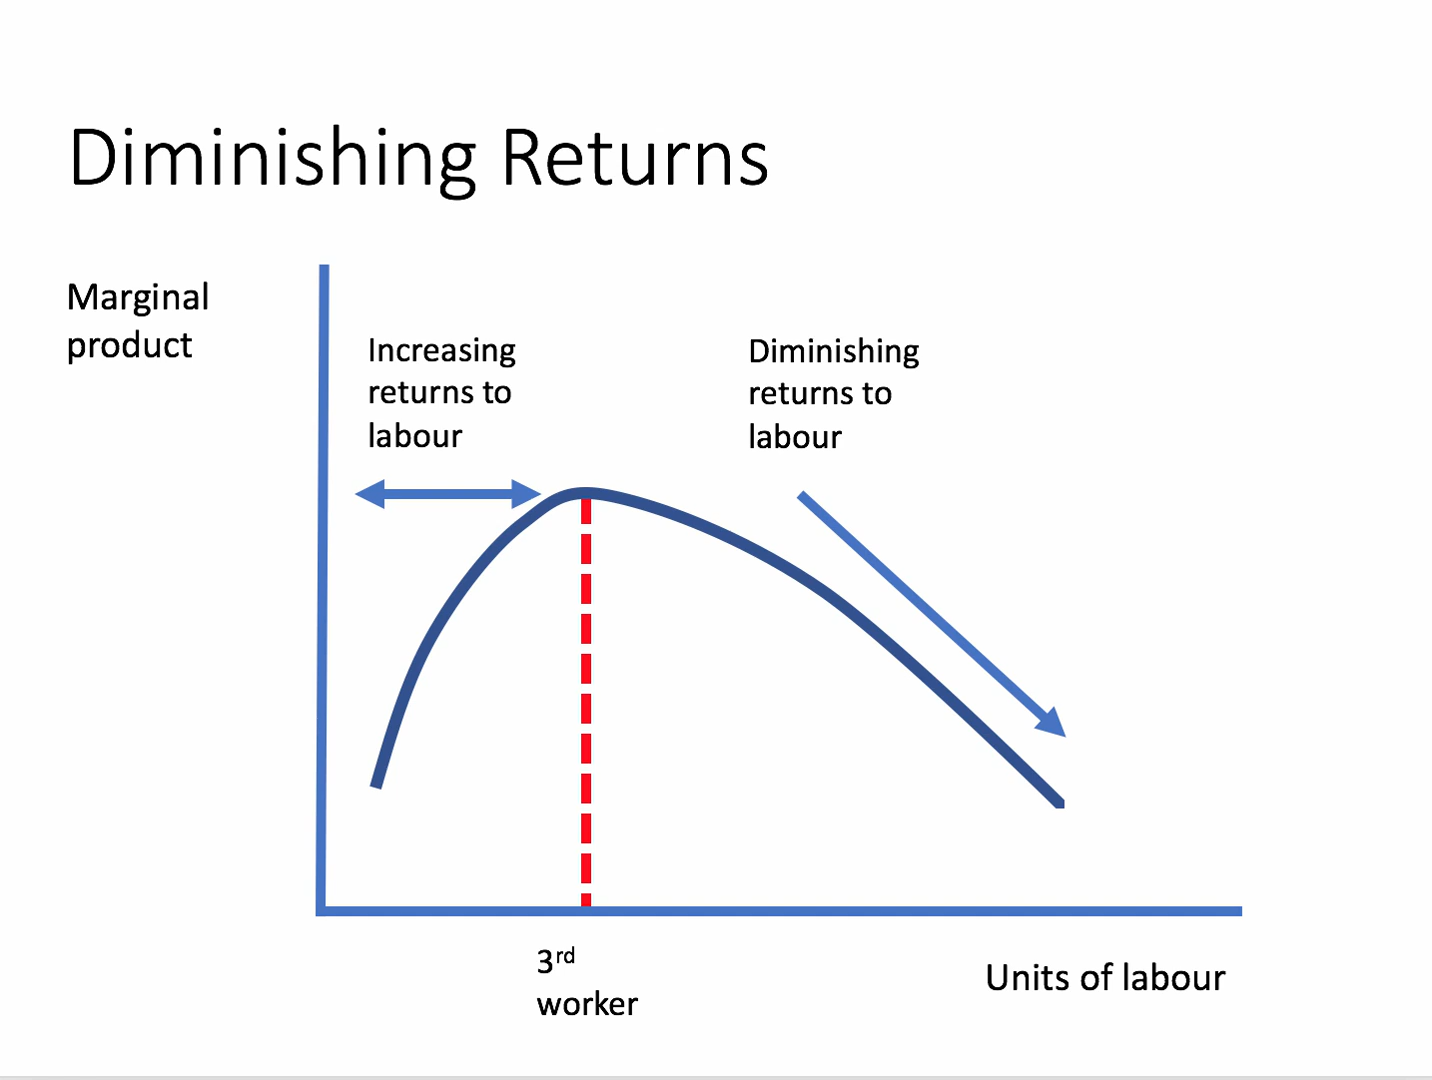 Diminishing Returns
Marginal
product
Increasing
returns to
labour
Diminishing
returns to
labour
3rd
worker
Units of labour